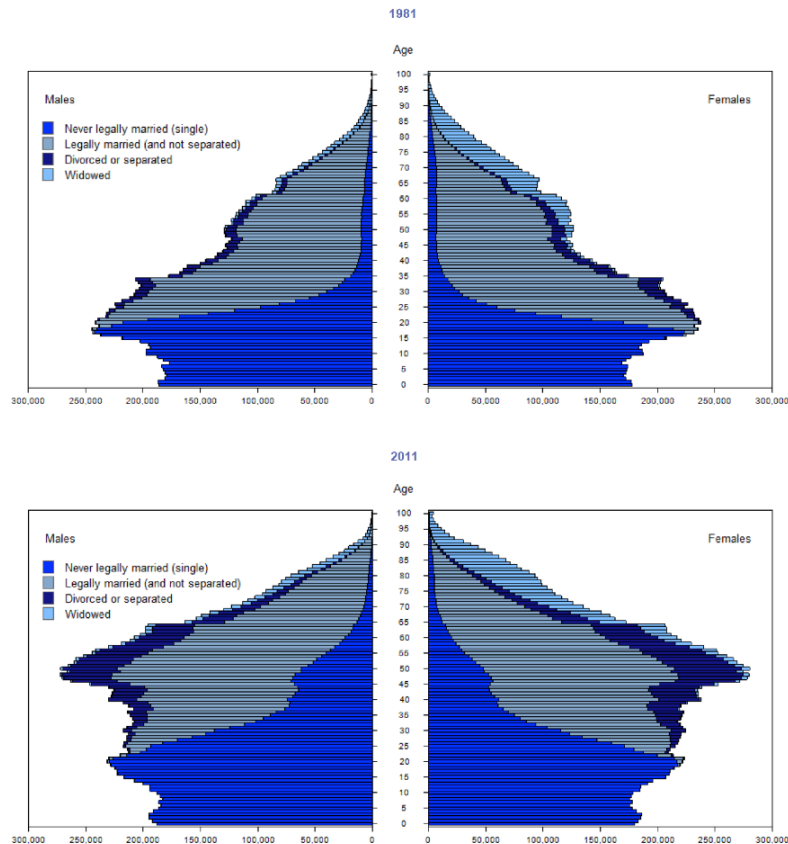 1981
Age
Males
Females
Never legally married (single)
Legally married (and not separated)
Divorced or separated
Widowed
100
95
90
85
80
75
70
65
60
55
50
45
40
35
30
25
20
15
10
5
0
300,000 250,000 200,000 150,000 100,000 50,000 0 0 50,000 100,000 150,000 200,000 250,000 300,000
2011
Age
Males
Females
Never legally married (single)
Legally married (and not separated)
Divorced or separated
Widowed
100
95
90
85
80
75
70
65
60
55
50
45
40
35
30
25
20
15
10
5
0
300,000 250,000 200,000 150,000 100,000 50,000 0 0 50,000 100,000 150,000 200,000 250,000 300,000